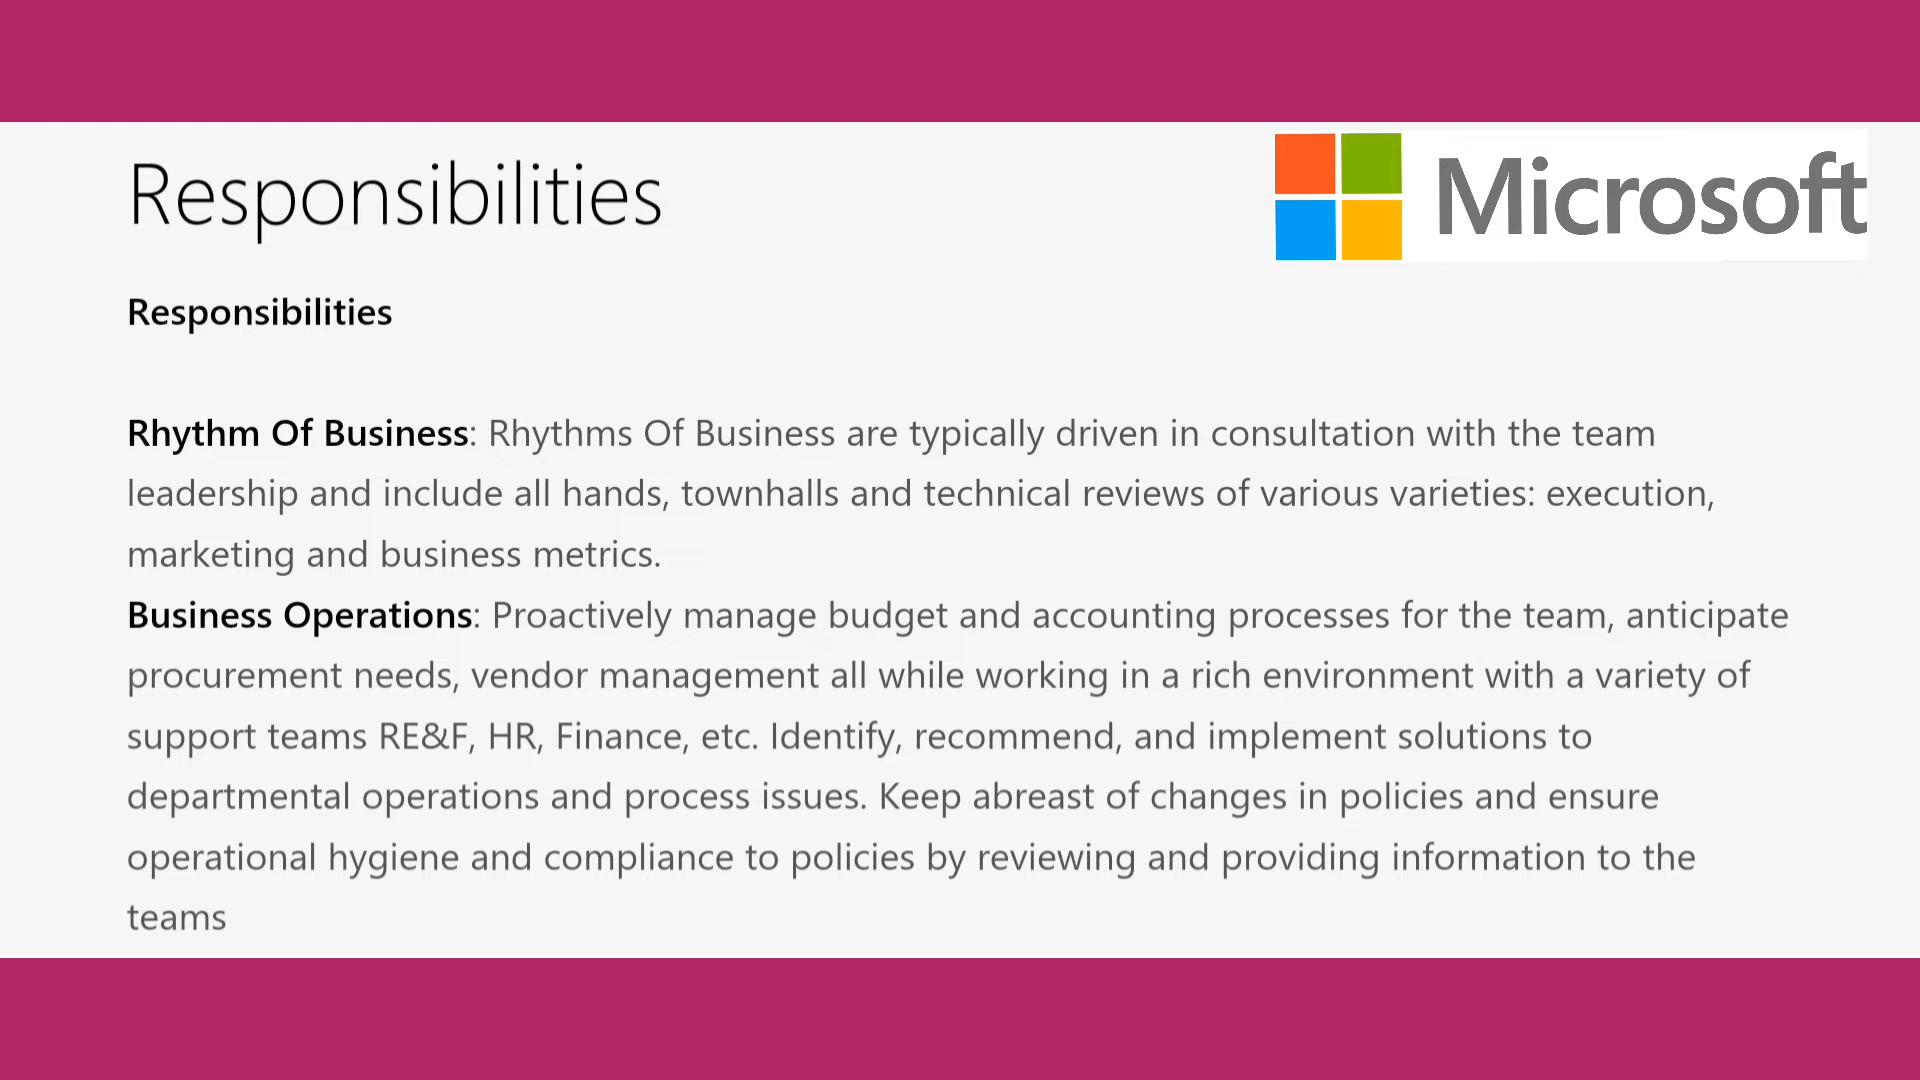 Responsibilities
Microsoft
Responsibilities
Rhythm Of Business: Rhythms Of Business are typically driven in consultation with the team
leadership and include all hands, townhalls and technical reviews of various varieties: execution,
marketing and business metrics.
Business Operations: Proactively manage budget and accounting processes for the team, anticipate
procurement needs, vendor management all while working in a rich environment with a variety of
support teams RE&F, HR, Finance, etc. Identify, recommend, and implement solutions to
departmental operations and process issues. Keep abreast of changes in policies and ensure
operational hygiene and compliance to policies by reviewing and providing information to the
teams